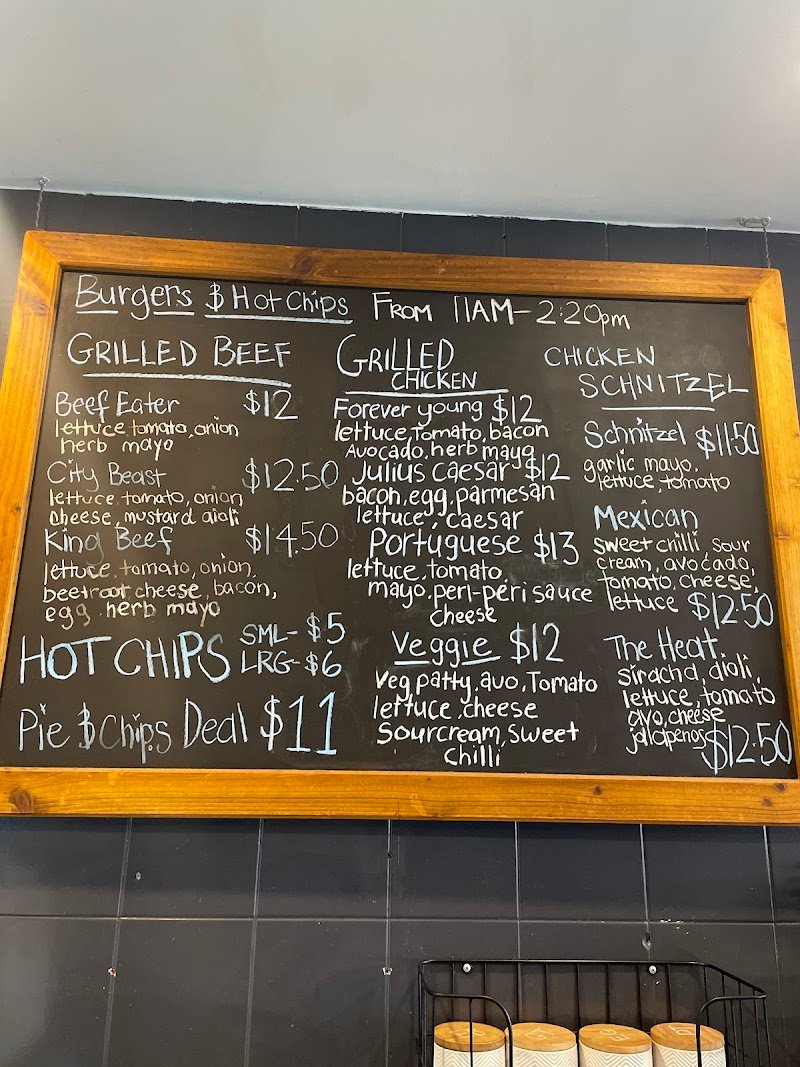 Burgers & Hot Chips FROM 11AM - 2:20pm
GRILLED BEEF
Beef Eater $12
lettuce, tomato, onion
herb mayo
City Beast $12.50
lettuce, tomato, onion
cheese, mustard aioli
King Beef $14.50
lettuce, tomato, onion,
beetroot, cheese, bacon,
egg, herb mayo
HOT CHIPS SML- $5
LRG- $6
Pie & Chips Deal $11
GRILLED
CHICKEN
Forever young $12
lettuce, Tomato, bacon
Avocado, herb mayo
Julius caesar $12
bacon, egg, parmesan
lettuce, caesar
Portuguese $13
lettuce, tomato,
mayo, peri-peri sauce
cheese
Veggie $12
Veg patty, avo, Tomato
lettuce, cheese
Sourcream, sweet
chilli
CHICKEN
SCHNITZEL
Schnitzel $11.50
garlic mayo,
lettuce, tomato
Mexican
sweet chilli sour
cream, avocado,
tomato, cheese,
lettuce $12.50
The Heat.
siracha, aioli,
lettuce, tomato
avo, cheese
jalapenos $12.50